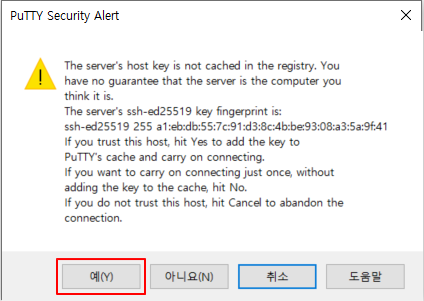 PuTTY Security Alert
The server's host key is not cached in the registry. You
have no guarantee that the server is the computer you
think it is.
The server's ssh-ed25519 key fingerprint is:
ssh-ed25519 255 a1:eb:db:55:7c:91:d3:8c:4b:be:93:08:a3:5a:9f:41
If you trust this host, hit Yes to add the key to
PuTTY's cache and carry on connecting.
If you want to carry on connecting just once, without
adding the key to the cache, hit No.
If you do not trust this host, hit Cancel to abandon the
connection.
예(Y) 아니요(N) 취소 도움말